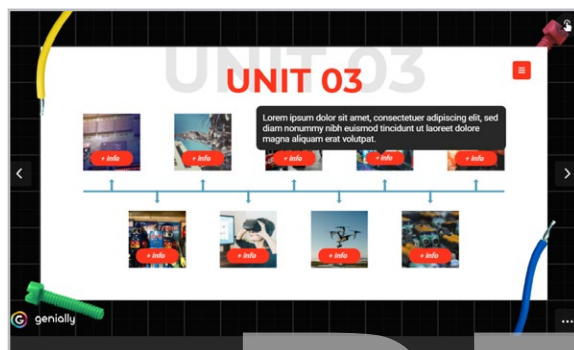 UNIT 03
UNIT 03
Lorem ipsum dolor sit amet, consectetuer adipiscing elit, sed
diam nonummy nibh euismod tincidunt ut laoreet dolore
magna aliquam erat volutpat.
+ info
+ info
+ info
+ info
+ info
+ info
+ info
+ info
+ info
genially